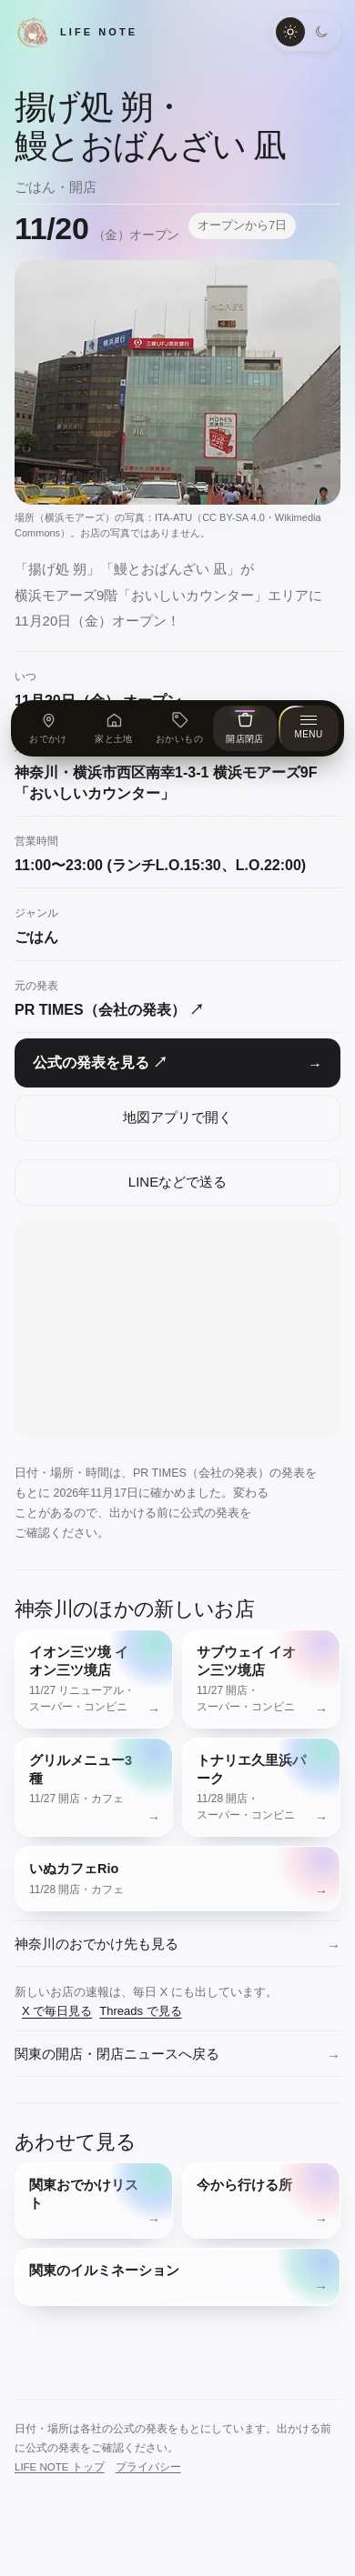 LIFE NOTE
揚げ処 朔・
鰻とおばんざい 凪
ごはん・開店
11/20 （金）オープン オープンから7日
MORE'S
横浜銀行
三菱UFJ信託銀行
場所（横浜モアーズ）の写真：ITA-ATU（CC BY-SA 4.0・Wikimedia
Commons）。お店の写真ではありません。
「揚げ処 朔」「鰻とおばんざい 凪」が
横浜モアーズ9階「おいしいカウンター」エリアに
11月20日（金）オープン！
いつ
11月20日（金） オープン
おでかけ
家と土地
おかいもの
開店閉店
MENU
神奈川・横浜市西区南幸1-3-1 横浜モアーズ9F
「おいしいカウンター」
営業時間
11:00〜23:00 (ランチL.O.15:30、L.O.22:00)
ジャンル
ごはん
元の発表
PR TIMES（会社の発表） ↗
公式の発表を見る ↗ →
地図アプリで開く
LINEなどで送る
日付・場所・時間は、PR TIMES（会社の発表）の発表を
もとに 2026年11月17日に確かめました。変わる
ことがあるので、出かける前に公式の発表を
ご確認ください。
神奈川のほかの新しいお店
イオン三ツ境 イ
オン三ツ境店
11/27 リニューアル・
スーパー・コンビニ →
サブウェイ イオ
ン三ツ境店
11/27 開店・
スーパー・コンビニ →
グリルメニュー3
種
11/27 開店・カフェ
→
トナリエ久里浜パ
ーク
11/28 開店・
スーパー・コンビニ →
いぬカフェRio
11/28 開店・カフェ →
神奈川のおでかけ先も見る →
新しいお店の速報は、毎日 X にも出しています。
X で毎日見る Threads で見る
関東の開店・閉店ニュースへ戻る →
あわせて見る
関東おでかけリス
ト
→
今から行ける所
→
関東のイルミネーション
→
日付・場所は各社の公式の発表をもとにしています。出かける前
に公式の発表をご確認ください。
LIFE NOTE トップ プライバシー